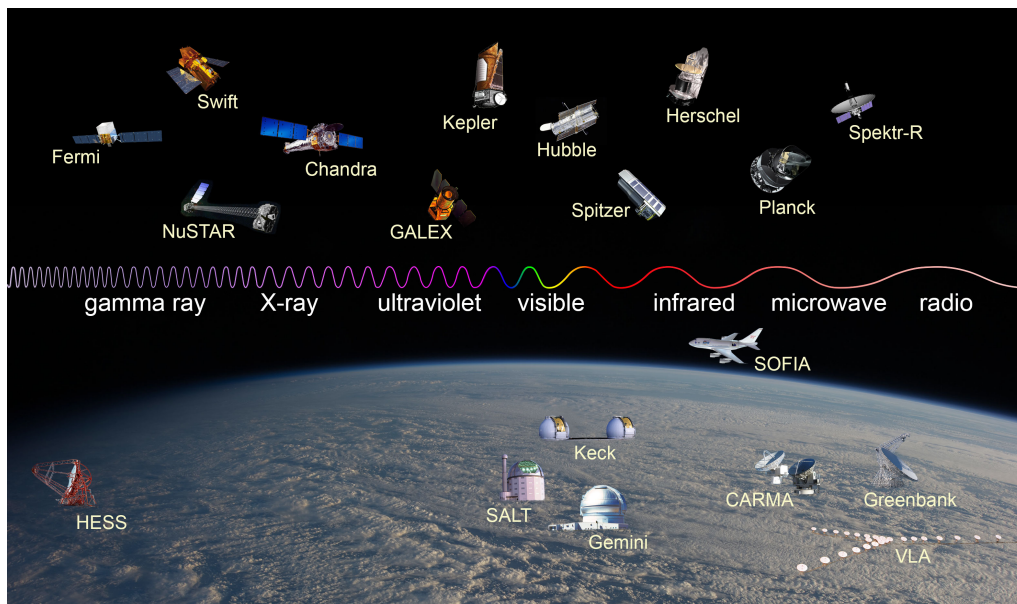 Swift
Kepler
Herschel
Spektr-R
Fermi
Chandra
Hubble
NuSTAR
GALEX
Spitzer
Planck
gamma ray X-ray ultraviolet visible infrared microwave radio
SOFIA
Keck
HESS
SALT
Gemini
CARMA
Greenbank
VLA